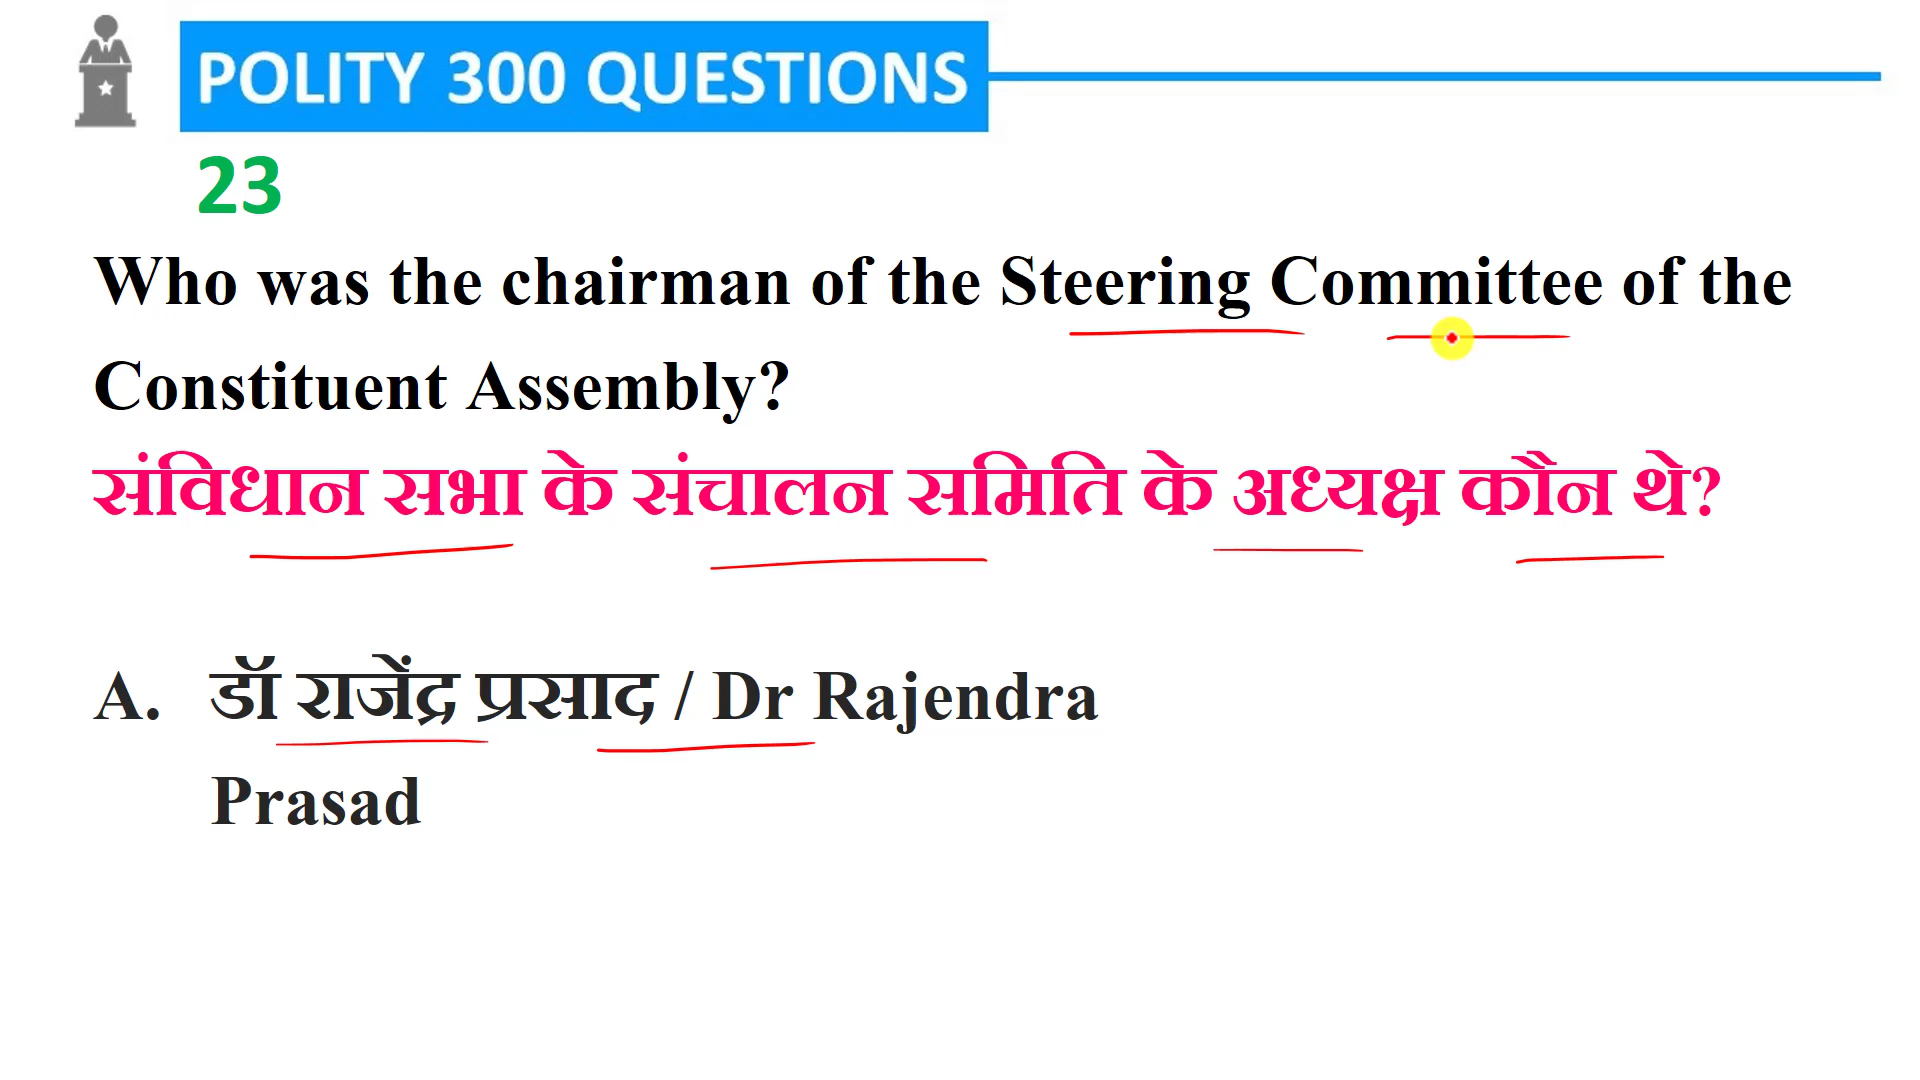 POLITY 300 QUESTIONS
23
Who was the chairman of the Steering Committee of the
Constituent Assembly?
संविधान सभा के संचालन समिति के अध्यक्ष कौन थे?
A. डॉ राजेंद्र प्रसाद / Dr Rajendra
Prasad